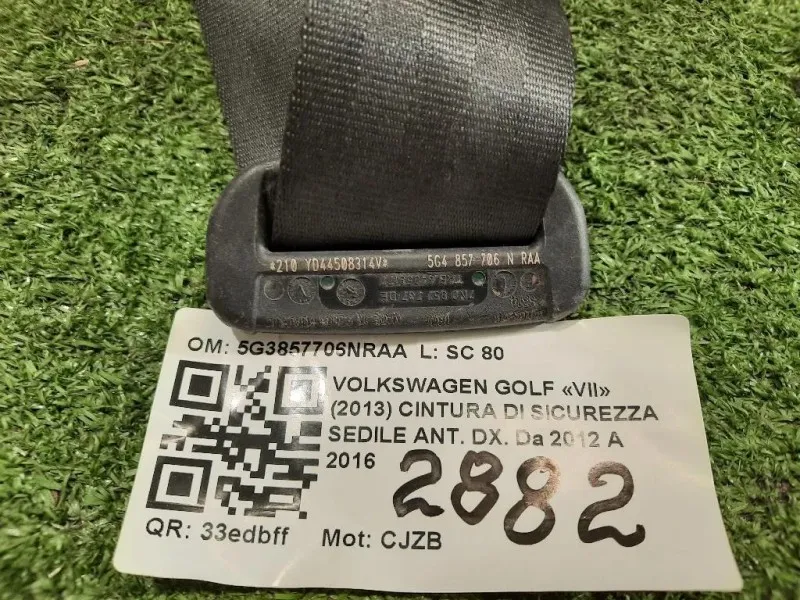 *210 YD44508314V* 5G4 857 706 N RAA
OM: 5G3857706NRAA L: SC 80
VOLKSWAGEN GOLF «VII»
(2013) CINTURA DI SICUREZZA
SEDILE ANT. DX. Da 2012 A
2016
2882
QR: 33edbff Mot: CJZB